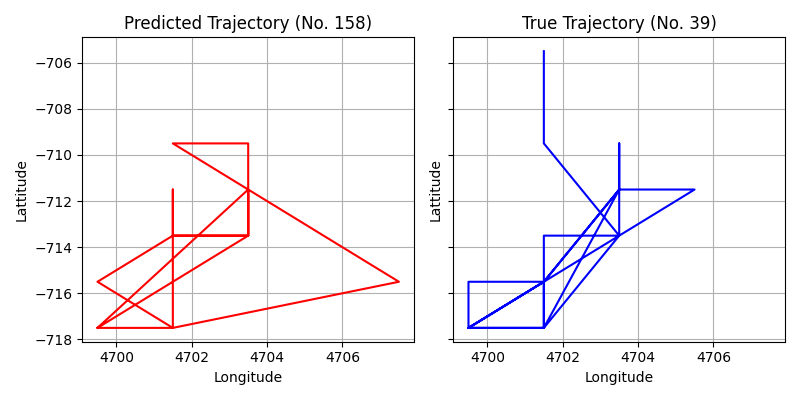 Predicted Trajectory (No. 158)
True Trajectory (No. 39)
−706
−708
−710
−712
−714
−716
−718
Lattitude
Lattitude
4700
4702
4704
4706
4700
4702
4704
4706
Longitude
Longitude